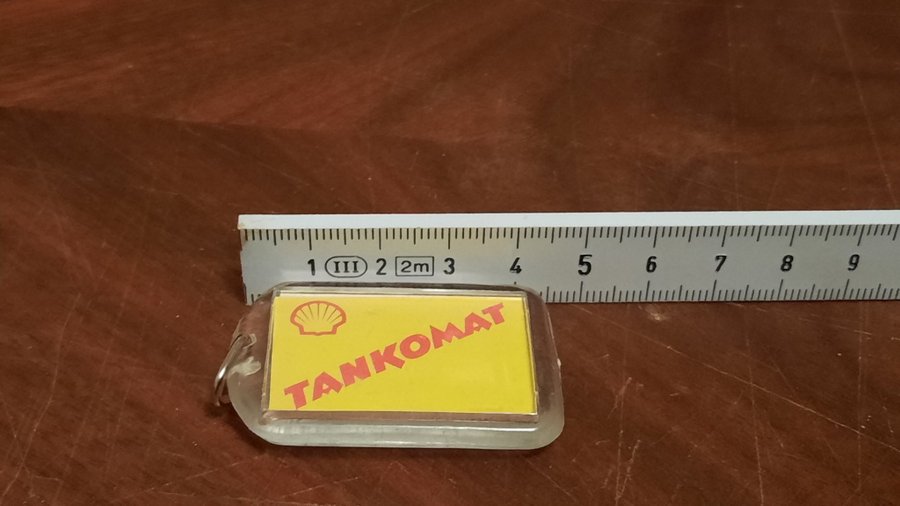 1 III 2 2m 3 4 5 6 7 8 9
TANKOMAT